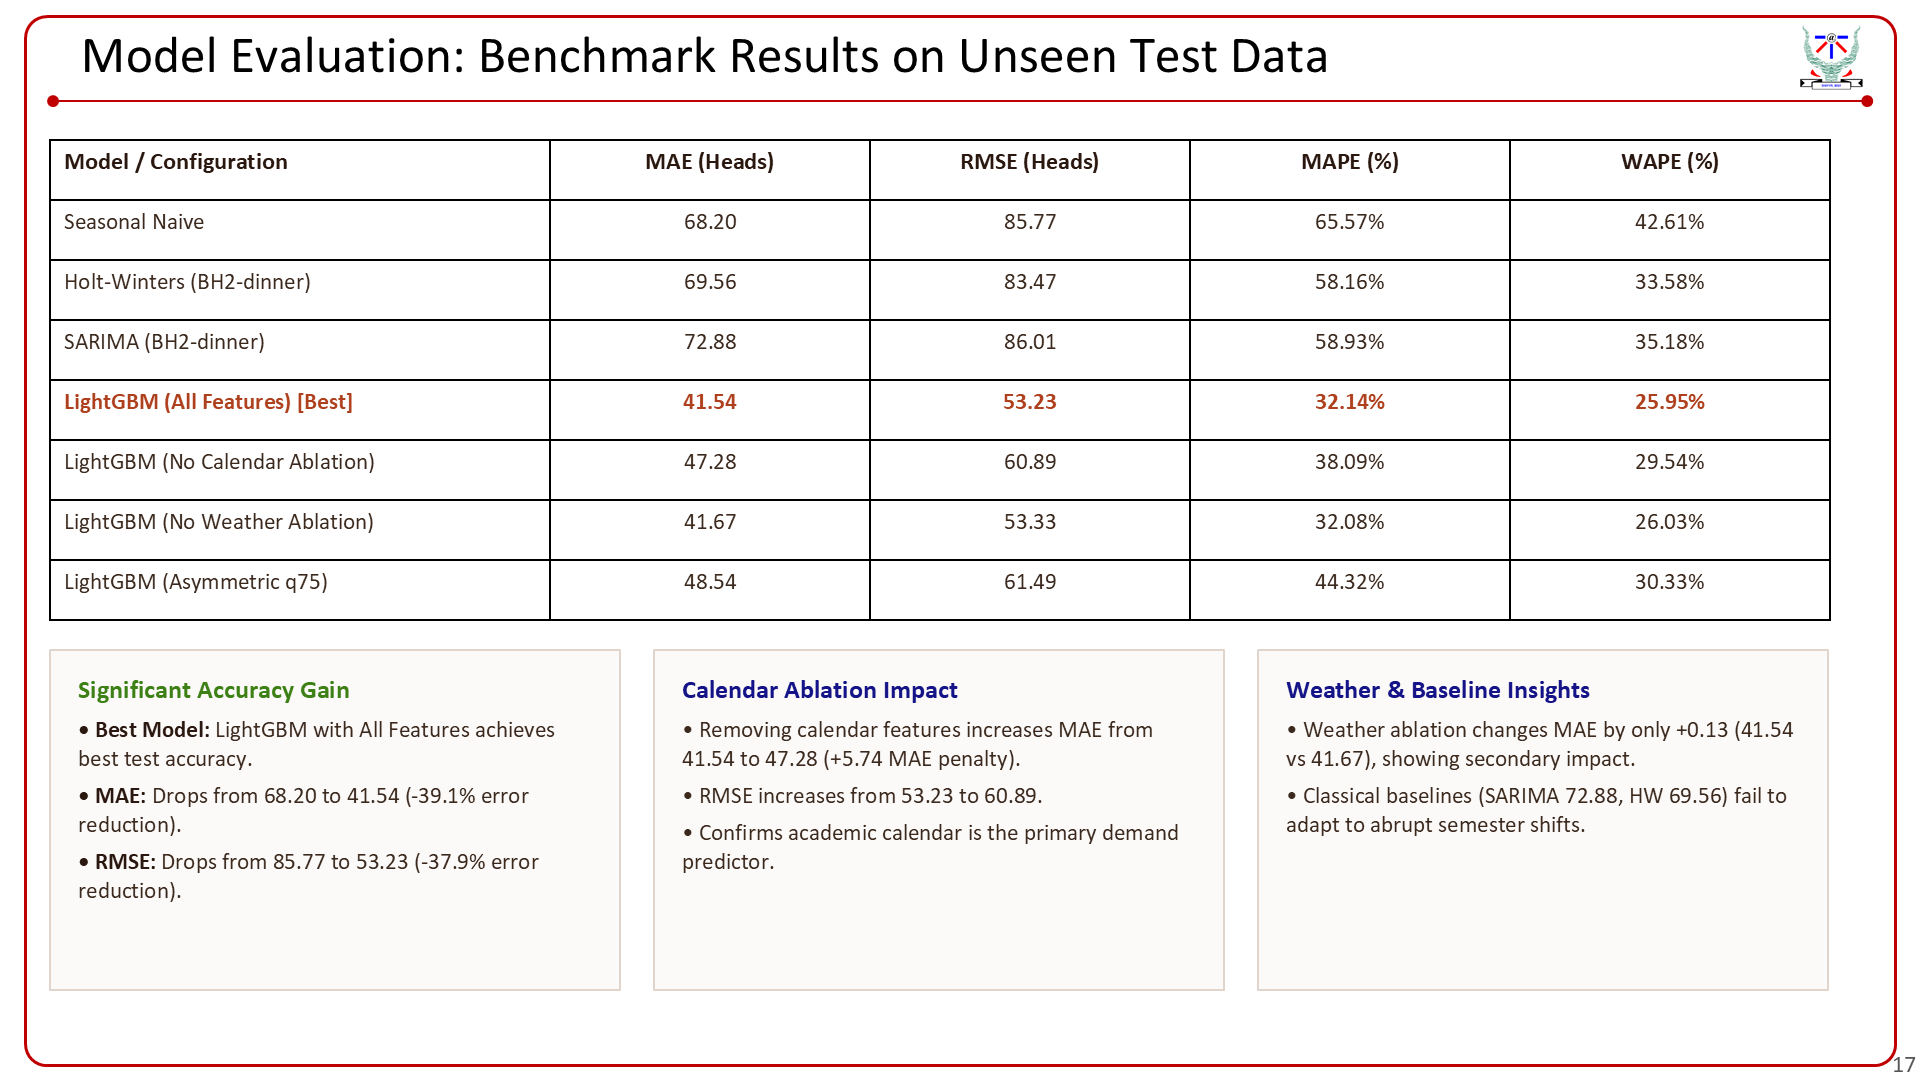 Model Evaluation: Benchmark Results on Unseen Test Data
Model / Configuration MAE (Heads) RMSE (Heads) MAPE (%) WAPE (%)
Seasonal Naive 68.20 85.77 65.57% 42.61%
Holt-Winters (BH2-dinner) 69.56 83.47 58.16% 33.58%
SARIMA (BH2-dinner) 72.88 86.01 58.93% 35.18%
LightGBM (All Features) [Best] 41.54 53.23 32.14% 25.95%
LightGBM (No Calendar Ablation) 47.28 60.89 38.09% 29.54%
LightGBM (No Weather Ablation) 41.67 53.33 32.08% 26.03%
LightGBM (Asymmetric q75) 48.54 61.49 44.32% 30.33%
Significant Accuracy Gain
• Best Model: LightGBM with All Features achieves
best test accuracy.
• MAE: Drops from 68.20 to 41.54 (-39.1% error
reduction).
• RMSE: Drops from 85.77 to 53.23 (-37.9% error
reduction).
Calendar Ablation Impact
• Removing calendar features increases MAE from
41.54 to 47.28 (+5.74 MAE penalty).
• RMSE increases from 53.23 to 60.89.
• Confirms academic calendar is the primary demand
predictor.
Weather & Baseline Insights
• Weather ablation changes MAE by only +0.13 (41.54
vs 41.67), showing secondary impact.
• Classical baselines (SARIMA 72.88, HW 69.56) fail to
adapt to abrupt semester shifts.
17